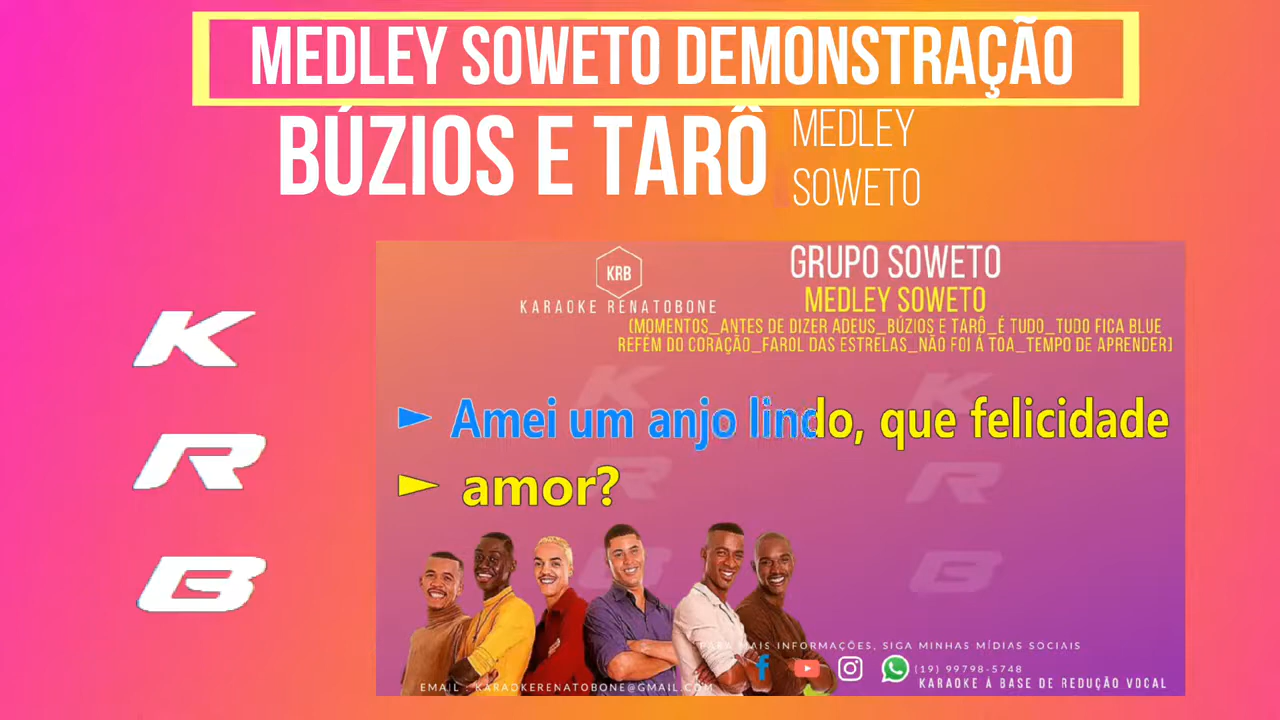 MEDLEY SOWETO DEMONSTRAÇÃO
BÚZIOS E TARÔ
MEDLEY
SOWETO
KRB
KARAOKE RENATOBONE
GRUPO SOWETO
MEDLEY SOWETO
(MOMENTOS_ANTES DE DIZER ADEUS_BÚZIOS E TARÔ_É TUDO_TUDO FICA BLUE
REFÉM DO CORAÇÃO_FAROL DAS ESTRELAS_NÃO FOI Á TOA_TEMPO DE APRENDER)
Amei um anjo lindo, que felicidade
amor?
K
R
B
K
R
B
K
R
B
PARA MAIS INFORMAÇÕES, SIGA MINHAS MÍDIAS SOCIAIS
(19) 99798-5748
EMAIL : KARAOKERENATOBONE@GMAIL.COM
KARAOKE Á BASE DE REDUÇÃO VOCAL